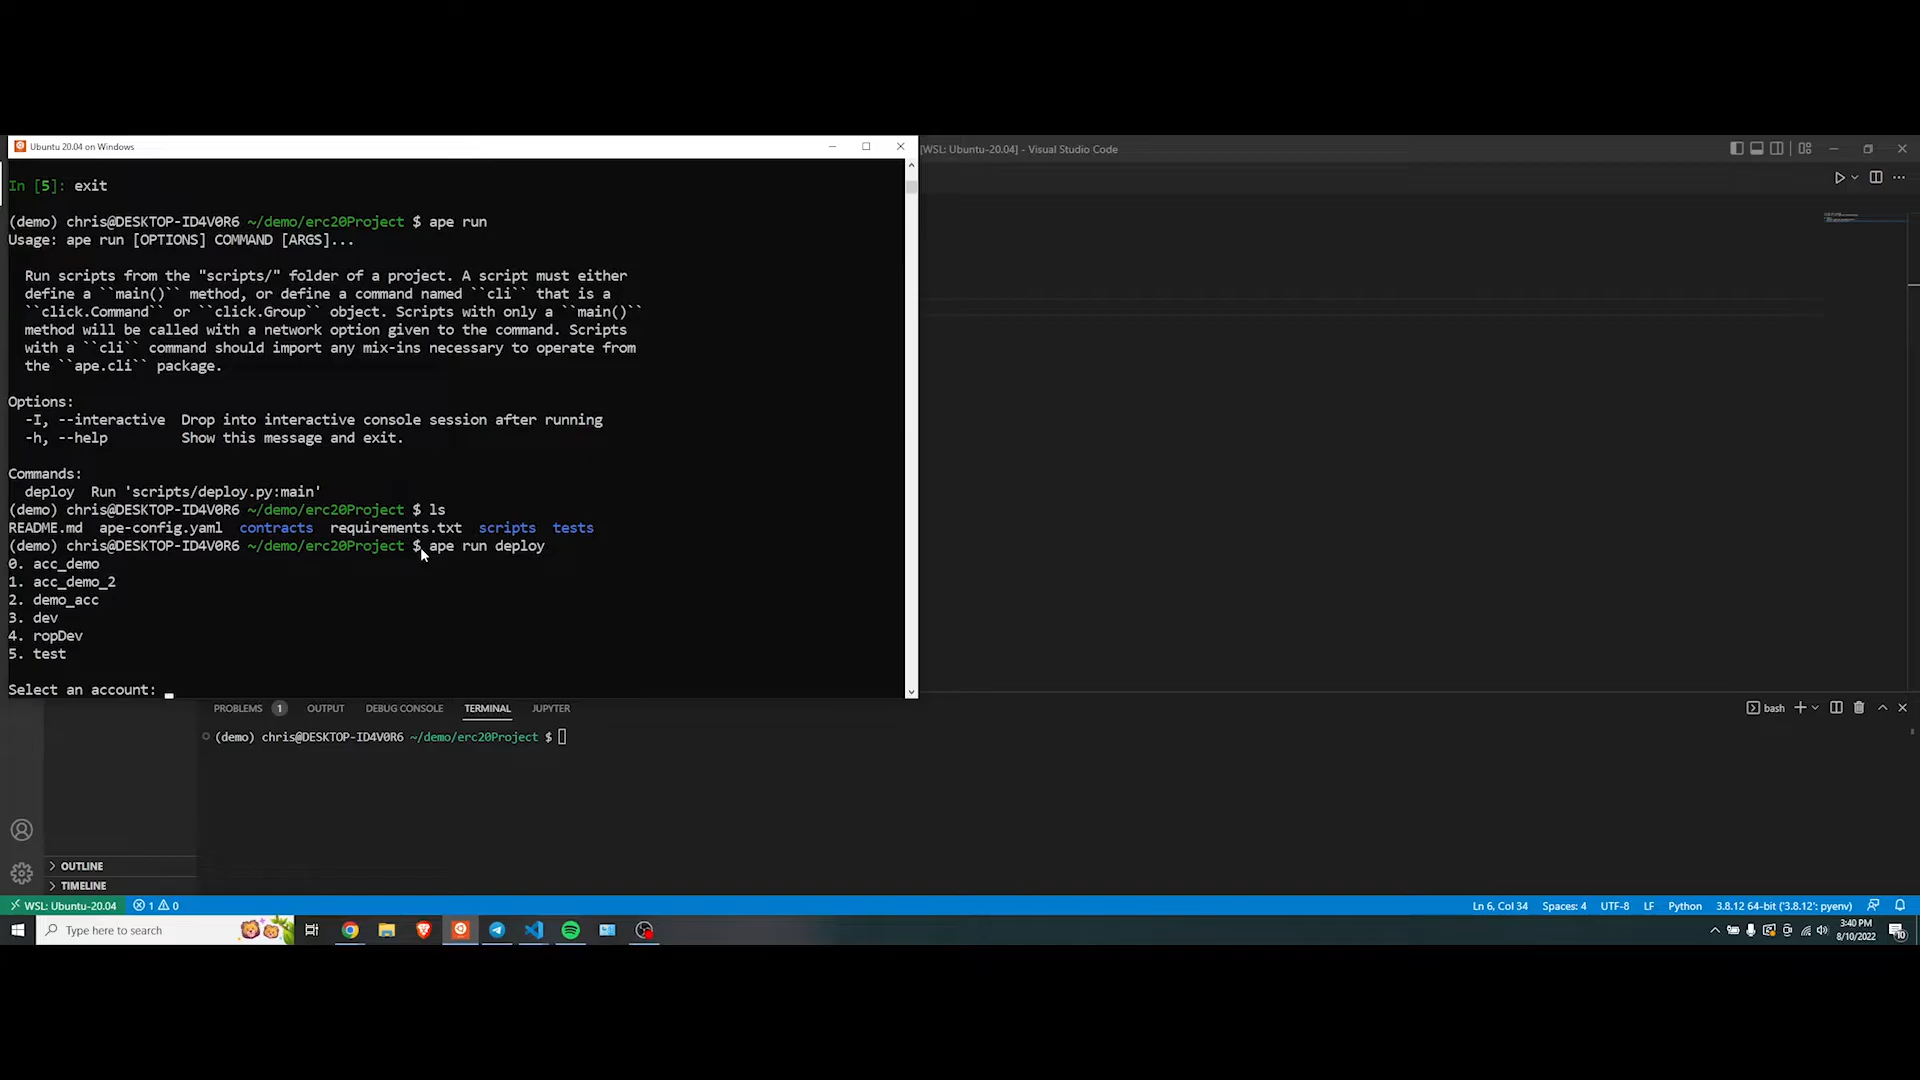 Ubuntu 20.04 on Windows
[WSL: Ubuntu-20.04] - Visual Studio Code
In [5]: exit
(demo) chris@DESKTOP-ID4V0R6 ~/demo/erc20Project $ ape run
Usage: ape run [OPTIONS] COMMAND [ARGS]...
Run scripts from the "scripts/" folder of a project. A script must either
define a ``main()`` method, or define a command named ``cli`` that is a
``click.Command`` or ``click.Group`` object. Scripts with only a ``main()``
method will be called with a network option given to the command. Scripts
with a ``cli`` command should import any mix-ins necessary to operate from
the ``ape.cli`` package.
Options:
-I, --interactive  Drop into interactive console session after running
-h, --help         Show this message and exit.
Commands:
deploy  Run 'scripts/deploy.py:main'
(demo) chris@DESKTOP-ID4V0R6 ~/demo/erc20Project $ ls
README.md  ape-config.yaml  contracts  requirements.txt  scripts  tests
(demo) chris@DESKTOP-ID4V0R6 ~/demo/erc20Project $ ape run deploy
0. acc_demo
1. acc_demo_2
2. demo_acc
3. dev
4. ropDev
5. test
Select an account:
PROBLEMS 1 OUTPUT DEBUG CONSOLE TERMINAL JUPYTER
bash
(demo) chris@DESKTOP-ID4V0R6 ~/demo/erc20Project $
OUTLINE
TIMELINE
WSL: Ubuntu-20.04 1 0 Ln 6, Col 34 Spaces: 4 UTF-8 LF Python 3.8.12 64-bit ('3.8.12': pyenv)
Type here to search
3:40 PM
8/10/2022
10